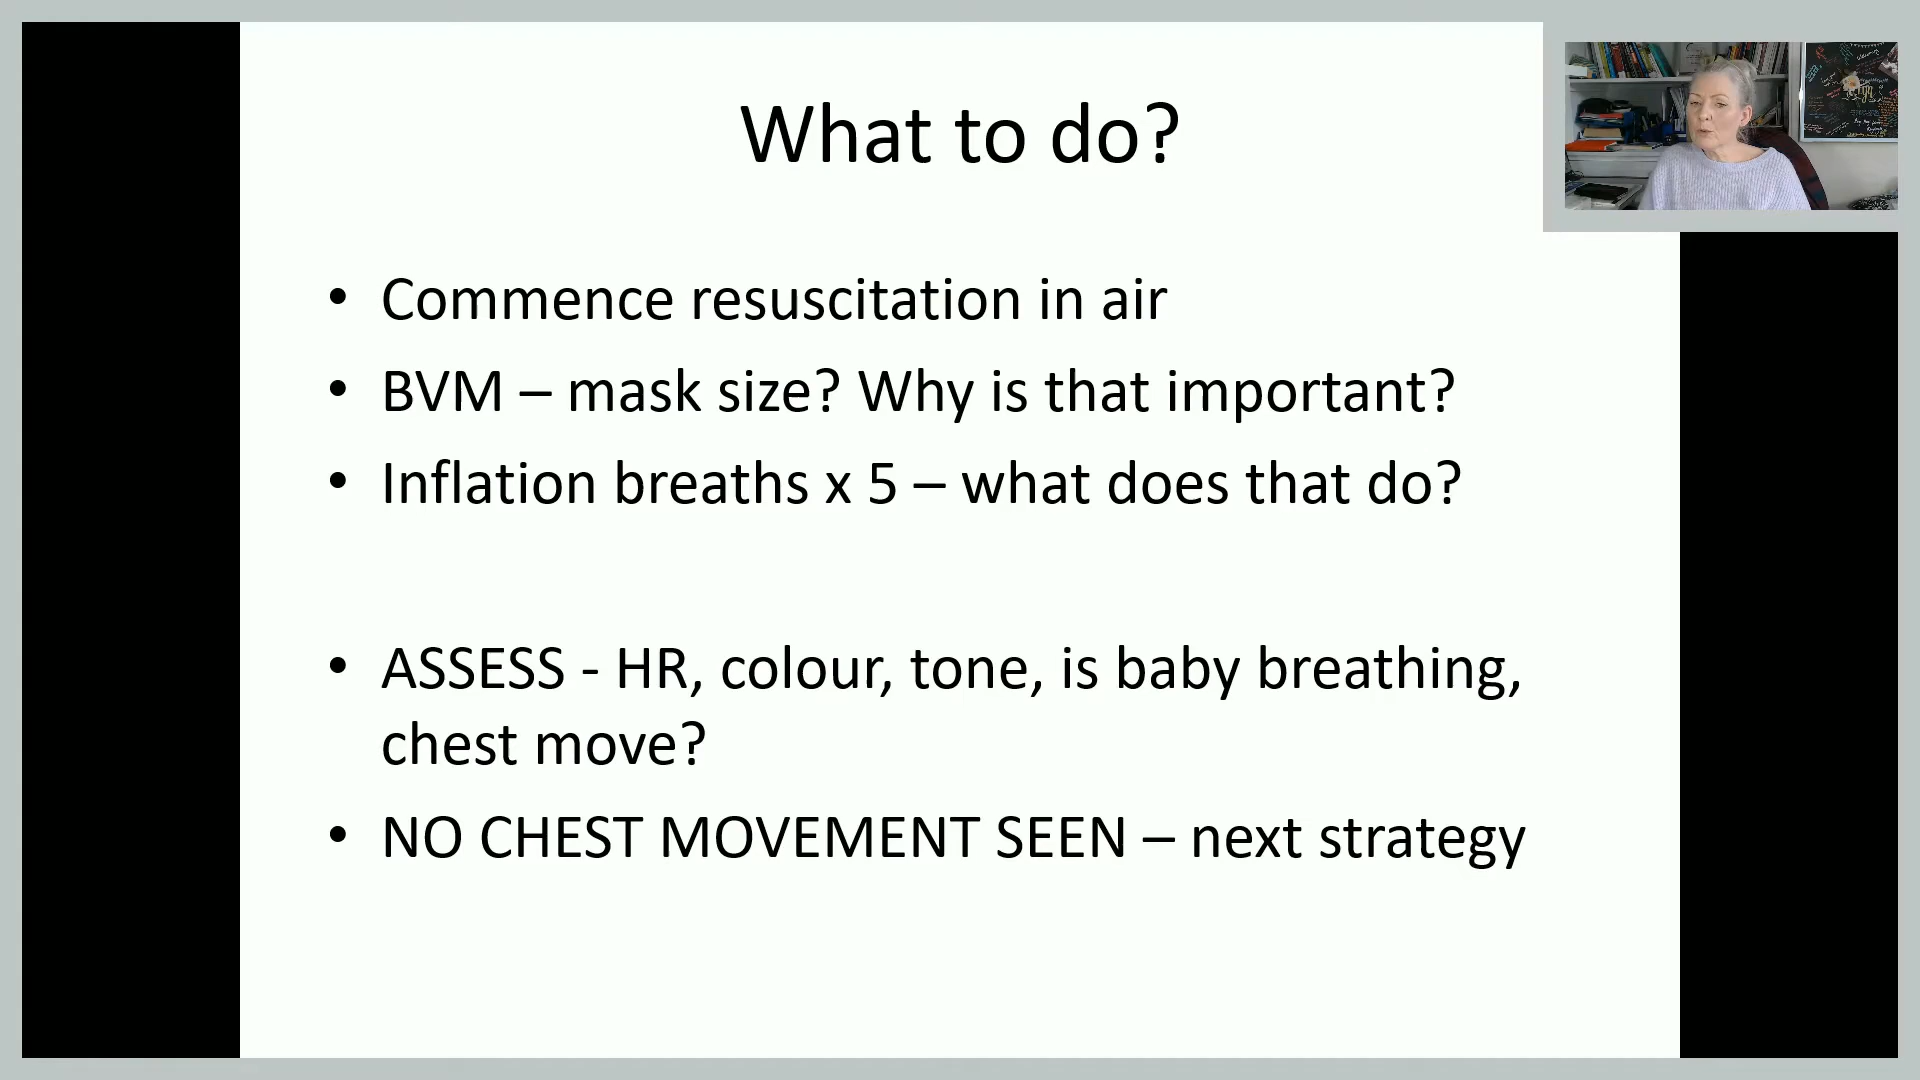 What to do?
• Commence resuscitation in air
• BVM – mask size? Why is that important?
• Inflation breaths x 5 – what does that do?
• ASSESS - HR, colour, tone, is baby breathing,
chest move?
• NO CHEST MOVEMENT SEEN – next strategy